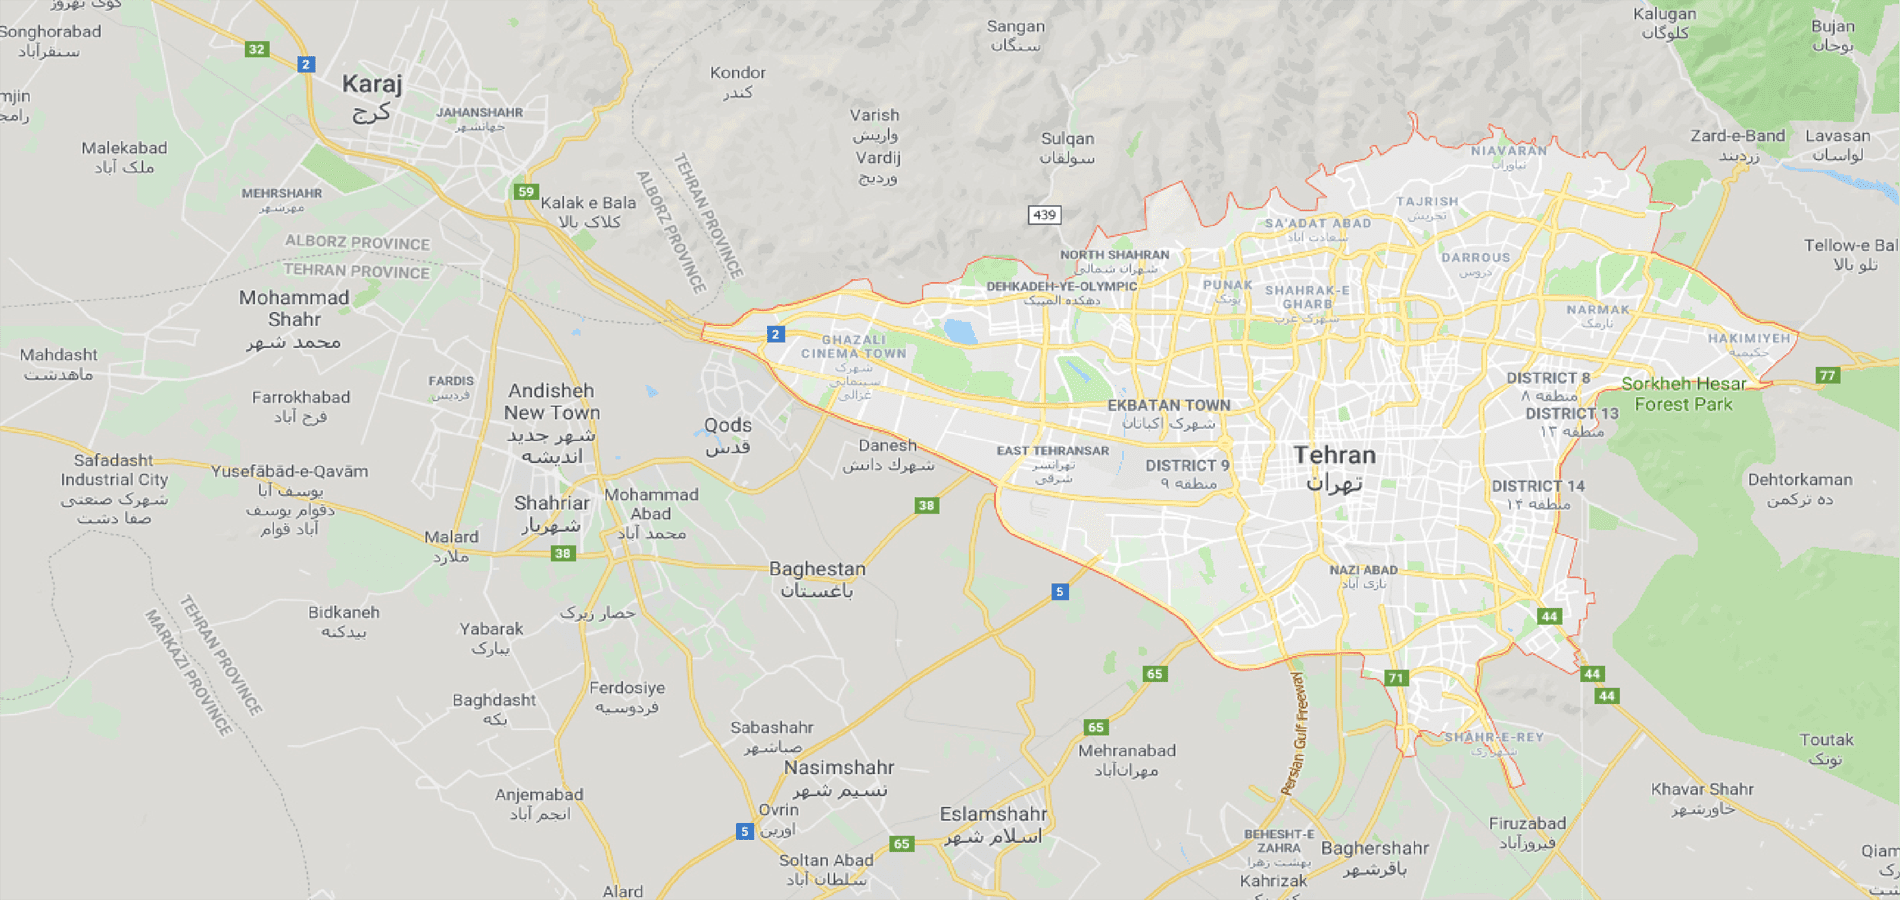 Songhorabad
سنقرآباد
32
2
Karaj
کرج
JAHANSHAHR
جهانشهر
Malekabad
ملک آباد
MEHRSHAHR
مهرشهر
59
Kalak e Bala
کلاک بالا
ALBORZ PROVINCE
TEHRAN PROVINCE
TEHRAN PROVINCE
ALBORZ PROVINCE
Kondor
کندر
Varish
واریش
Vardij
وردیج
Sangan
سنگان
Sulqan
سولقان
439
Kalugan
کلوگان
Bujan
بوجان
Zard-e-Band
زردبند
Lavasan
لواسان
Tellow-e Bal
تلو بالا
NIAVARAN
نیاوران
TAJRISH
تجریش
SA'ADAT ABAD
سعادت آباد
DARROUS
دروس
NORTH SHAHRAN
شهران شمالی
DEHKADEH-YE-OLYMPIC
دهکده المپیک
PUNAK
پونک
SHAHRAK-E
GHARB
شهرک غرب
NARMAK
نارمک
HAKIMIYEH
حکیمیه
77
Mohammad
Shahr
محمد شهر
Mahdasht
ماهدشت
Farrokhabad
فرخ آباد
FARDIS
فردیس
Andisheh
New Town
شهر جدید
اندیشه
Qods
قدس
2
GHAZALI
CINEMA TOWN
شهرک
سینمائی
غزالی
Danesh
شهرك دانش
EKBATAN TOWN
شهرک اکباتان
EAST TEHRANSAR
تهرانسر
شرقی
DISTRICT 9
منطقه ۹
Tehran
تهران
DISTRICT 8
منطقه ۸
DISTRICT 13
منطقه ۱۳
DISTRICT 14
منطقه ۱۴
Sorkheh Hesar
Forest Park
Dehtorkaman
ده ترکمن
Safadasht
Industrial City
شهرک صنعتی
صفا دشت
Yusefābād-e-Qavām
یوسف آبا
دقوام یوسف
آباد قوام
Shahriar
شهریار
Mohammad
Abad
محمد آباد
Malard
ملارد
38
38
Baghestan
باغستان
5
NAZI ABAD
نازی آباد
44
44
44
TEHRAN PROVINCE
MARKAZI PROVINCE
Bidkaneh
بیدکنه
Yabarak
یبارک
حصار زیرک
Baghdasht
بکه
Ferdosiye
فردوسیه
Sabashahr
صباشهر
Nasimshahr
نسیم شهر
65
65
Mehranabad
مهران‌آباد
Persian Gulf Freeway
71
SHAHR-E-REY
شهرری
Toutak
توتک
Khavar Shahr
خاورشهر
Anjemabad
انجم آباد
5
Ovrin
اورین
65
Soltan Abad
سلطان آباد
Alard
Eslamshahr
اسلام شهر
BEHESHT-E
ZAHRA
بهشت زهرا
Kahrizak
Baghershahr
باقرشهر
Firuzabad
فیروزآباد